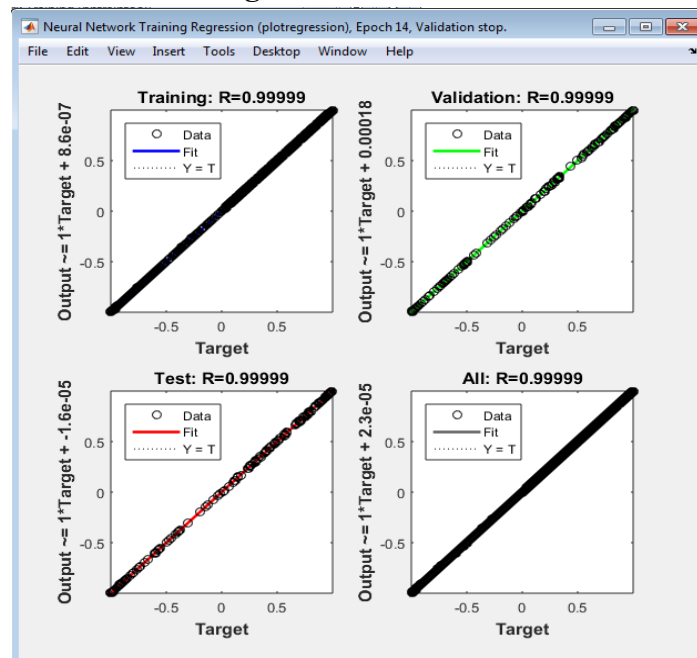 Neural Network Training Regression (plotregression), Epoch 14, Validation stop.
File Edit View Insert Tools Desktop Window Help
Training: R=0.99999
Output ~= 1*Target + 8.6e-07
Data
Fit
Y = T
0.5
0
-0.5
-0.5 0 0.5
Target
Validation: R=0.99999
Output ~= 1*Target + 0.00018
Data
Fit
Y = T
0.5
0
-0.5
-0.5 0 0.5
Target
Test: R=0.99999
Output ~= 1*Target + -1.6e-05
Data
Fit
Y = T
0.5
0
-0.5
-0.5 0 0.5
Target
All: R=0.99999
Output ~= 1*Target + 2.3e-05
Data
Fit
Y = T
0.5
0
-0.5
-0.5 0 0.5
Target